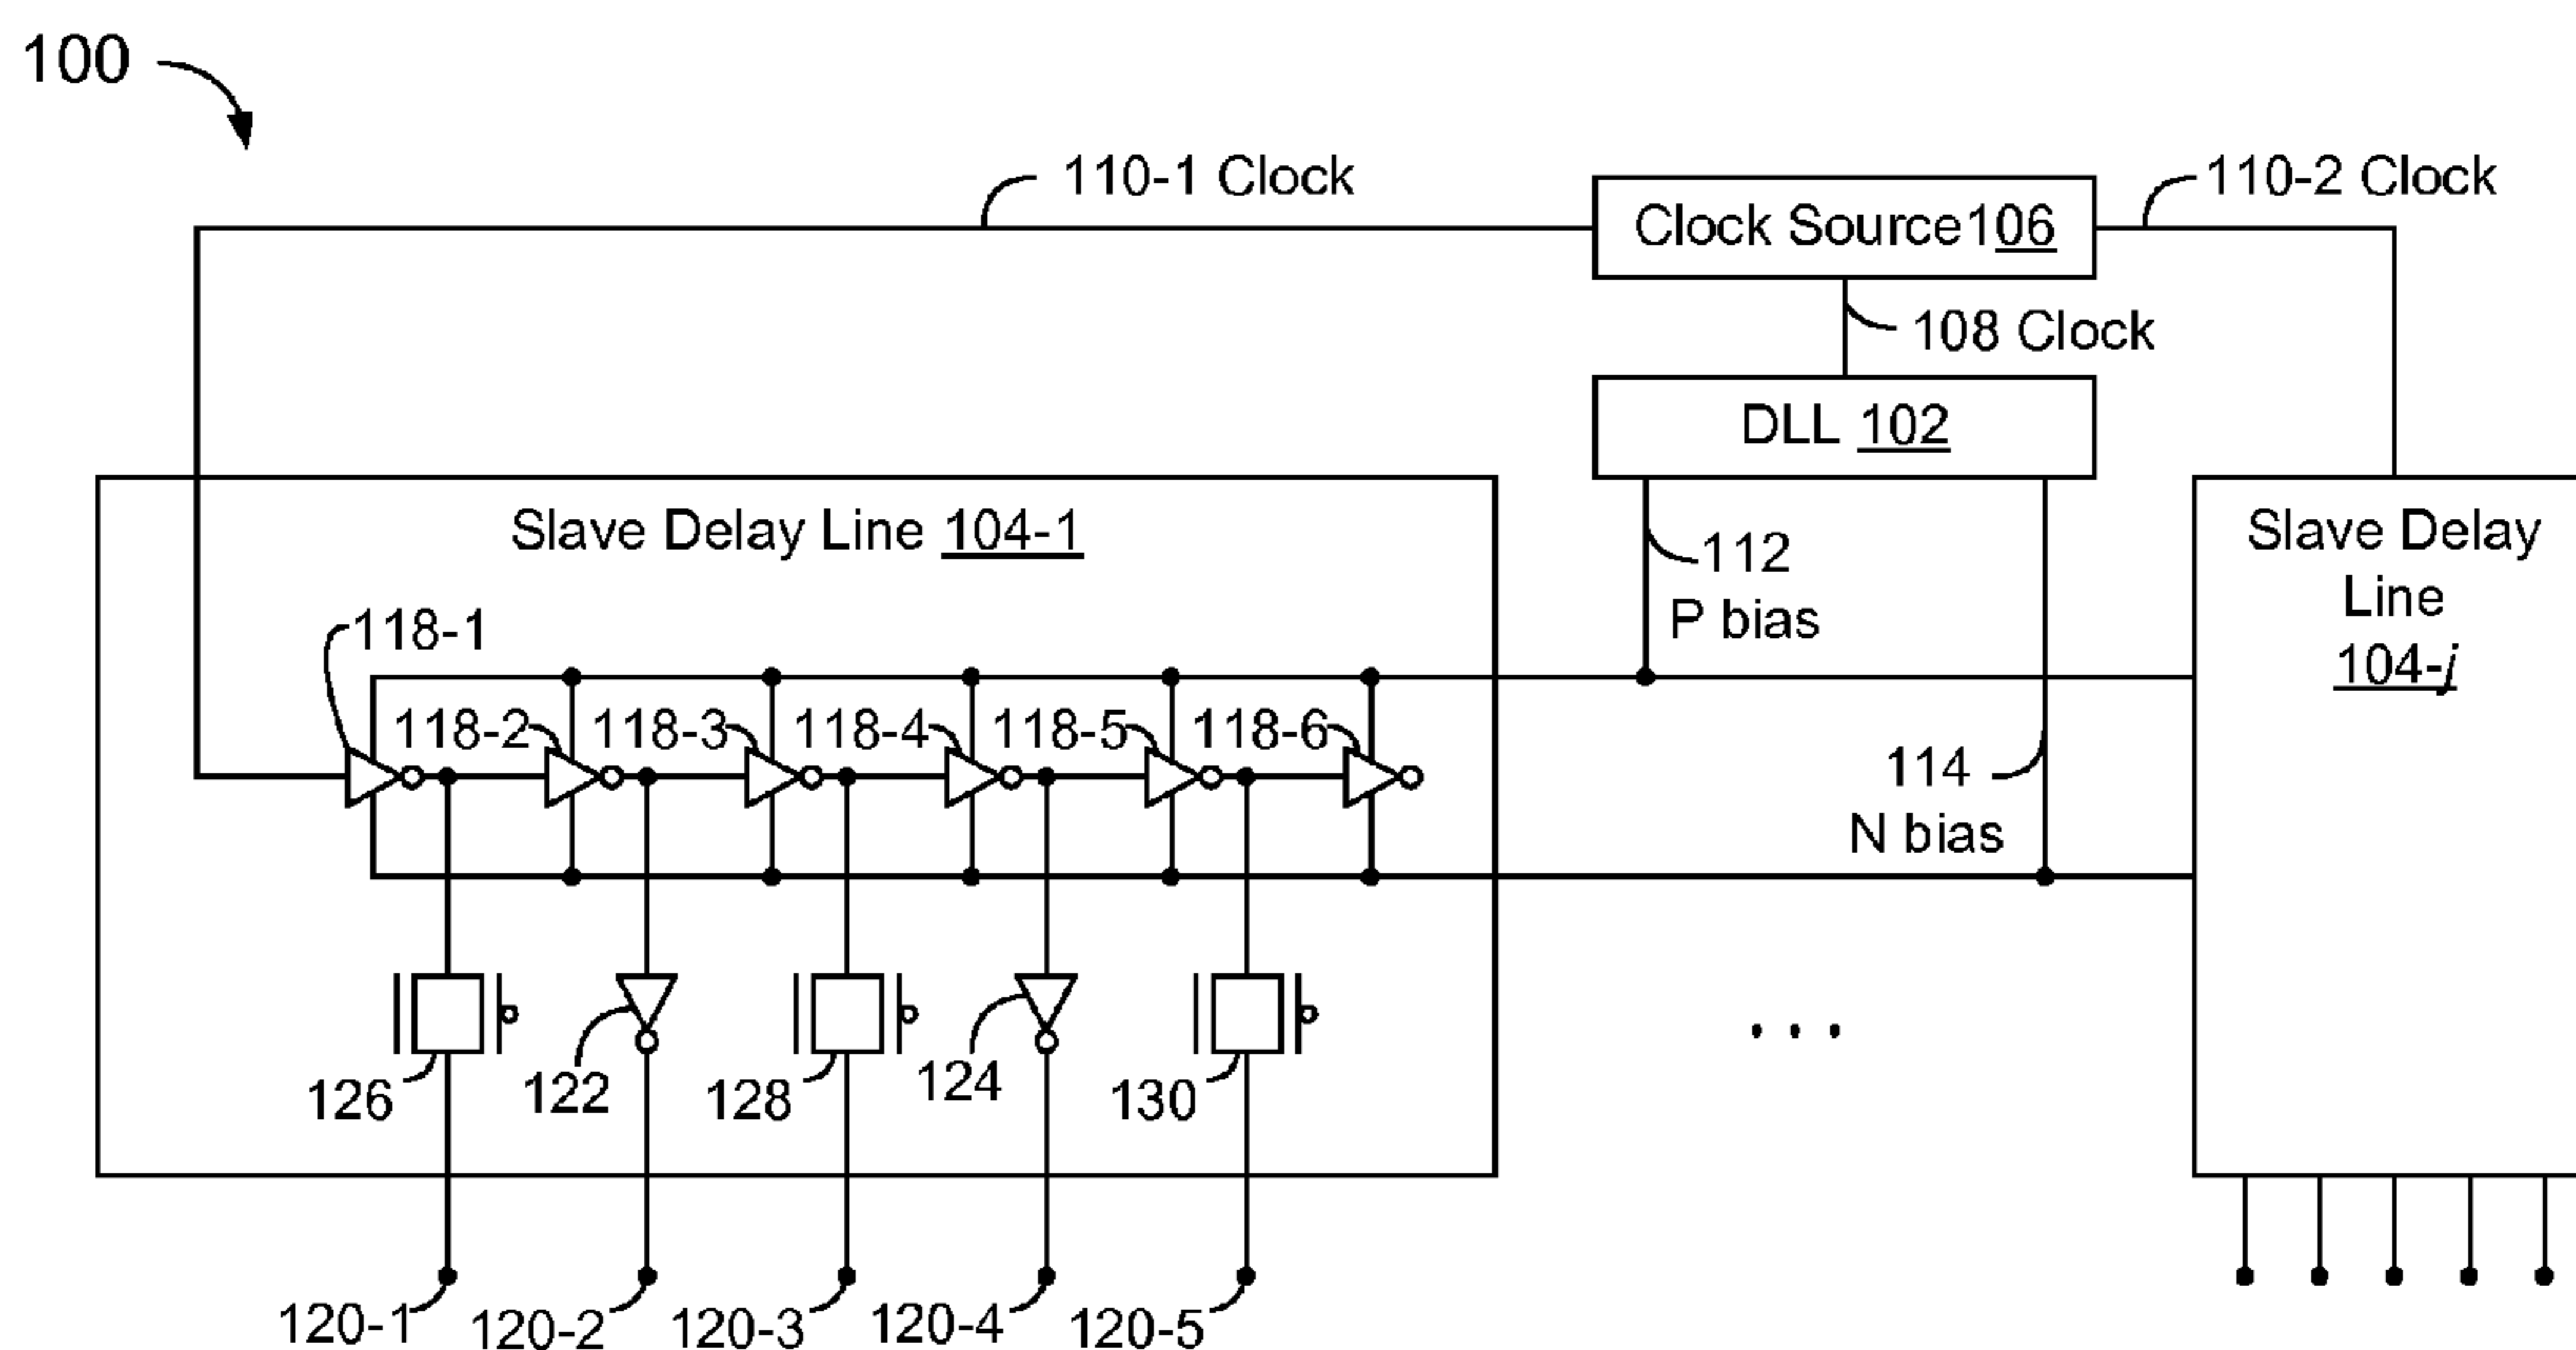 100
110-1 Clock
110-2 Clock
Clock Source106
108 Clock
DLL 102
Slave Delay Line 104-1
Slave Delay
Line
104-j
112
P bias
118-1
118-2
118-3
118-4
118-5
118-6
114
N bias
126
122
128
124
130
. . .
120-1
120-2
120-3
120-4
120-5